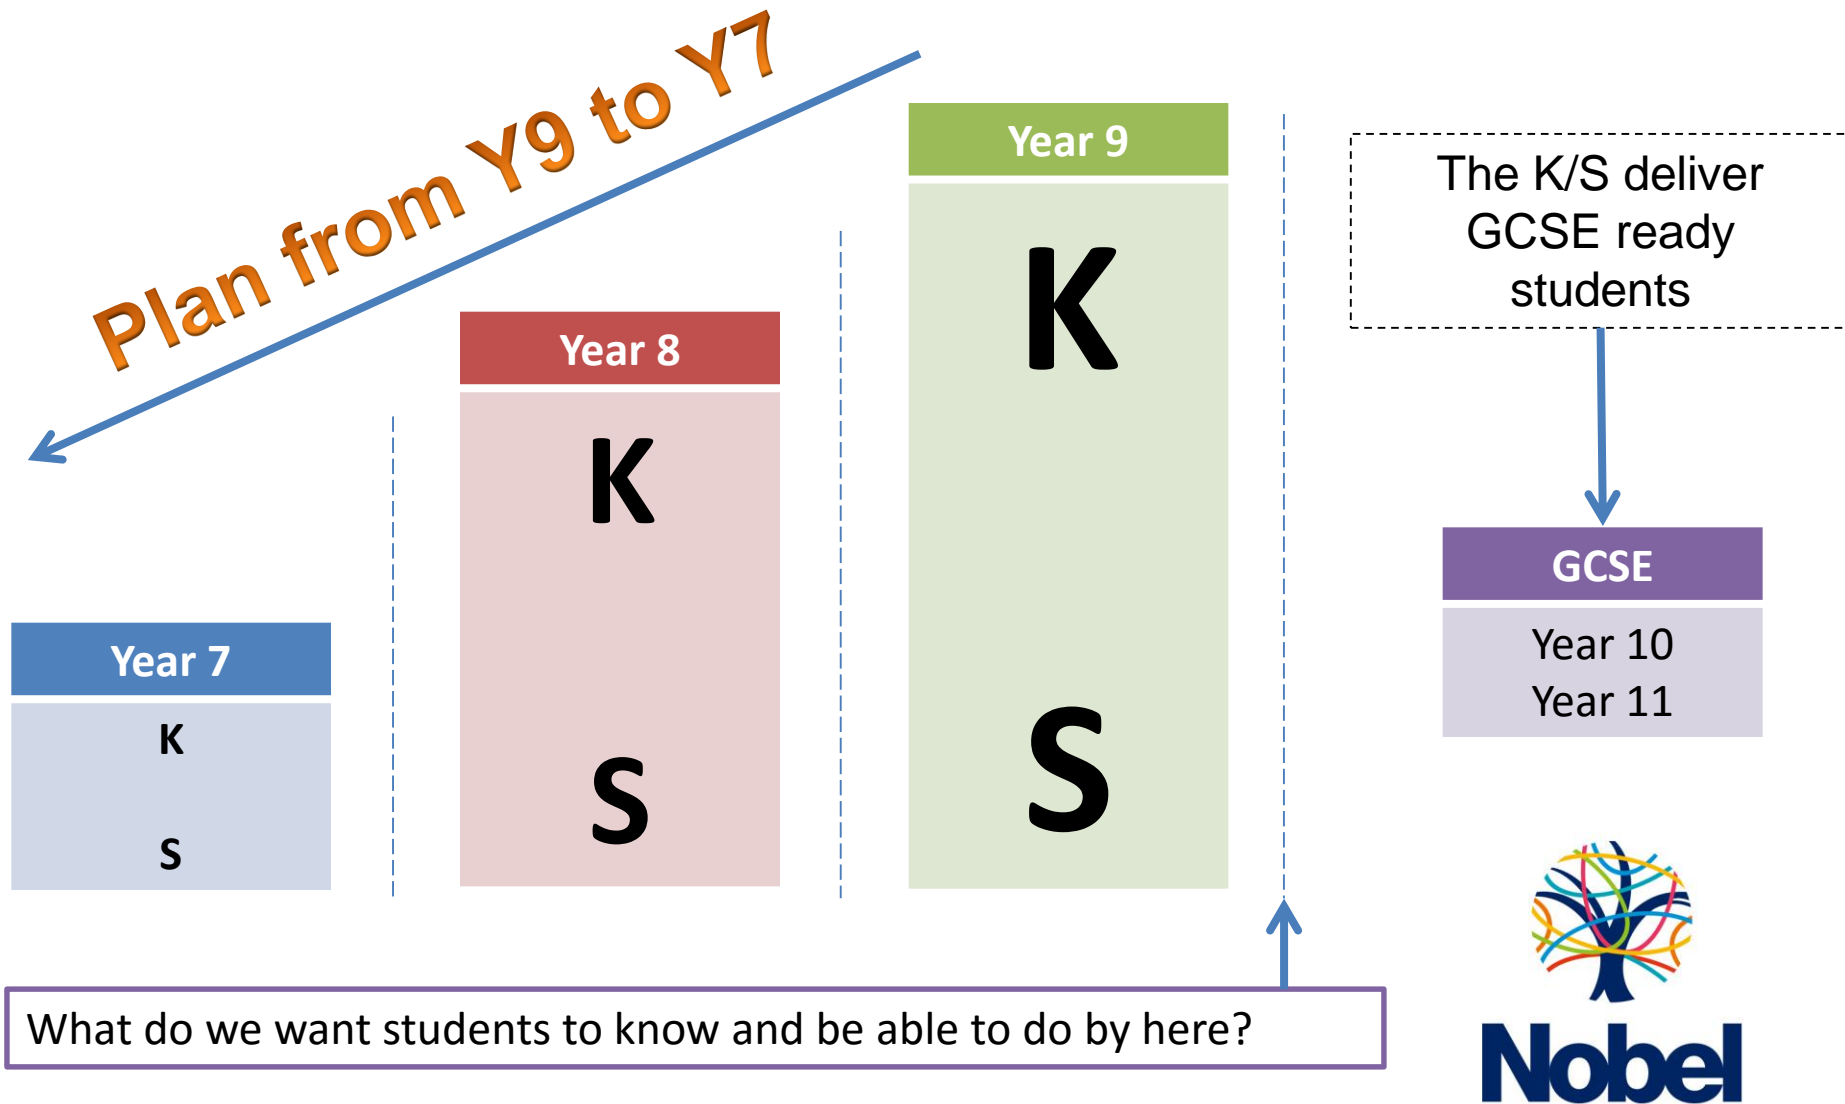 Plan from Y9 to Y7
Year 9
K
S
Year 8
K
S
Year 7
K
S
The K/S deliver
GCSE ready
students
GCSE
Year 10
Year 11
What do we want students to know and be able to do by here?
Nobel